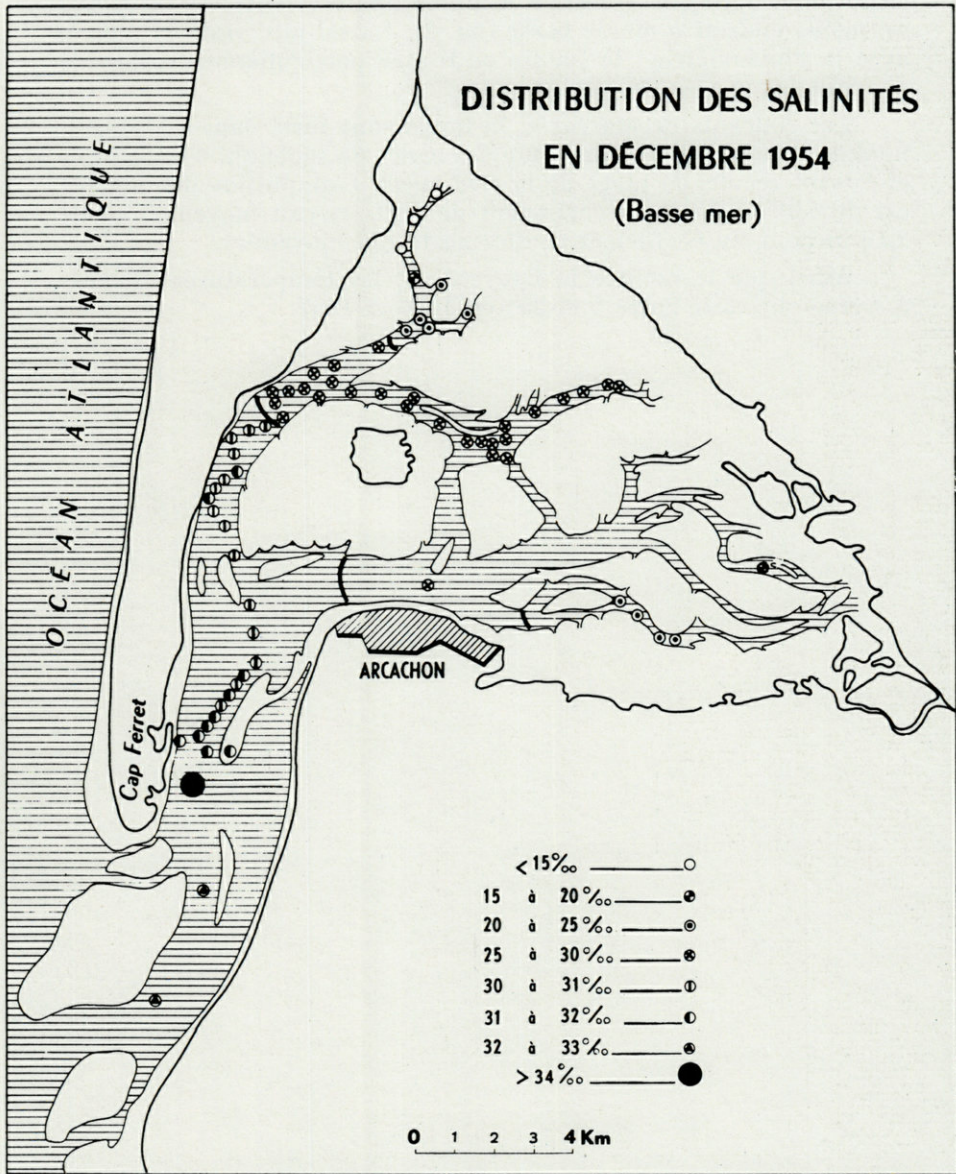 DISTRIBUTION DES SALINITÉS
EN DÉCEMBRE 1954
(Basse mer)
OCÉAN ATLANTIQUE
ARCACHON
Cap Ferret
< 15‰
15 à 20‰
20 à 25‰
25 à 30‰
30 à 31‰
31 à 32‰
32 à 33‰
> 34‰
0 1 2 3 4 Km